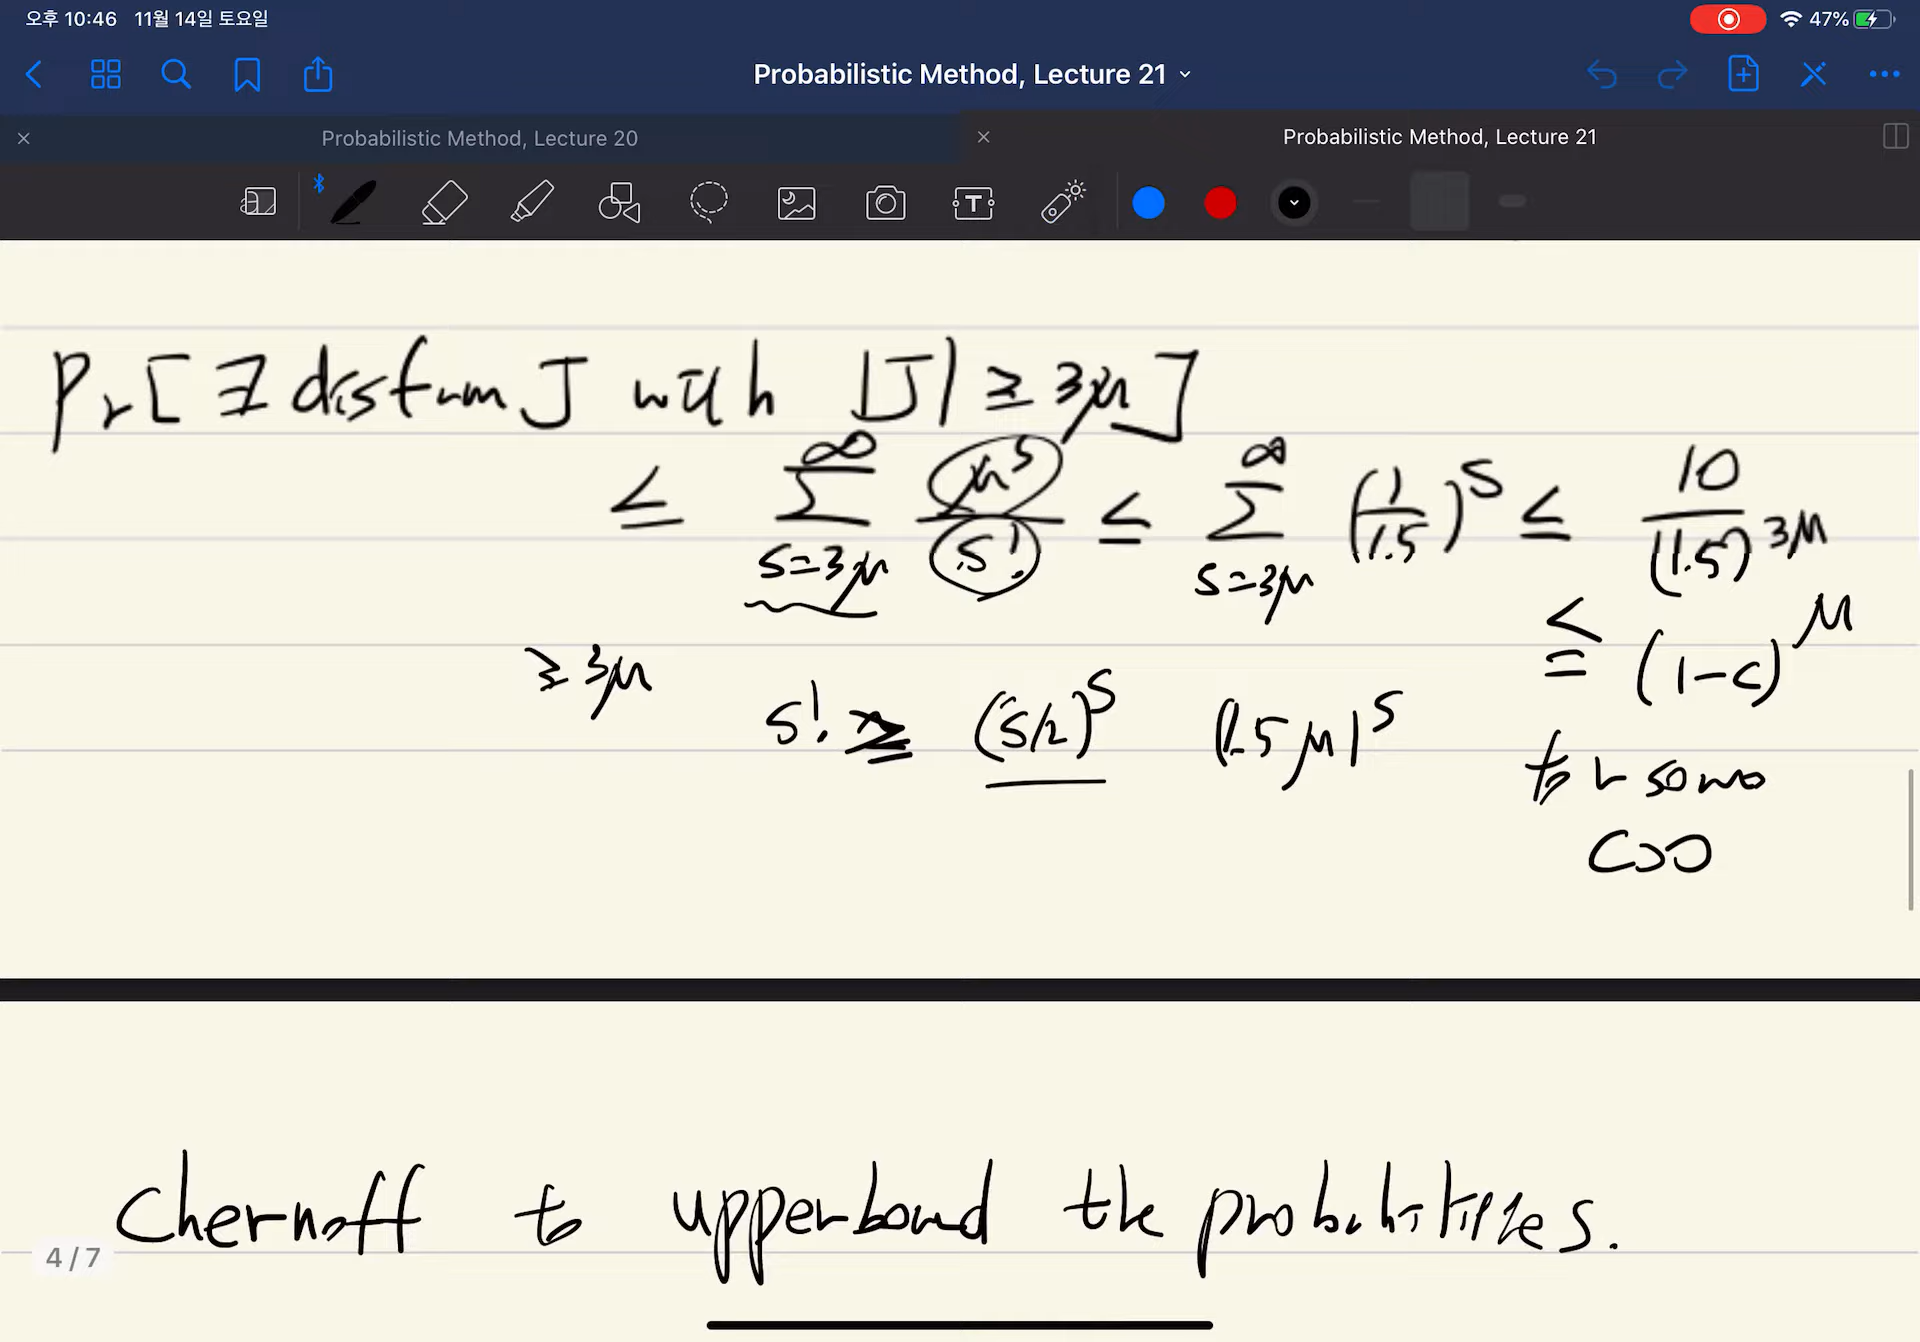 오후 10:46 11월 14일 토요일 47%
Probabilistic Method, Lecture 21
Probabilistic Method, Lecture 20
Probabilistic Method, Lecture 21
Pr[∃ disfam J with |J| ≥ 3μ]
≤ ∑_{s=3μ}^{∞} μ^s / s! ≤ ∑_{s=3μ}^{∞} (1/1.5)^s ≤ 10 / (1.5)^{3μ}
≤ (1-c)^μ
≥ 3μ
s! ≥ (s/2)^s (1.5μ)^s
for some
c>0
Chernoff to upperbound the probabilities.
4 / 7